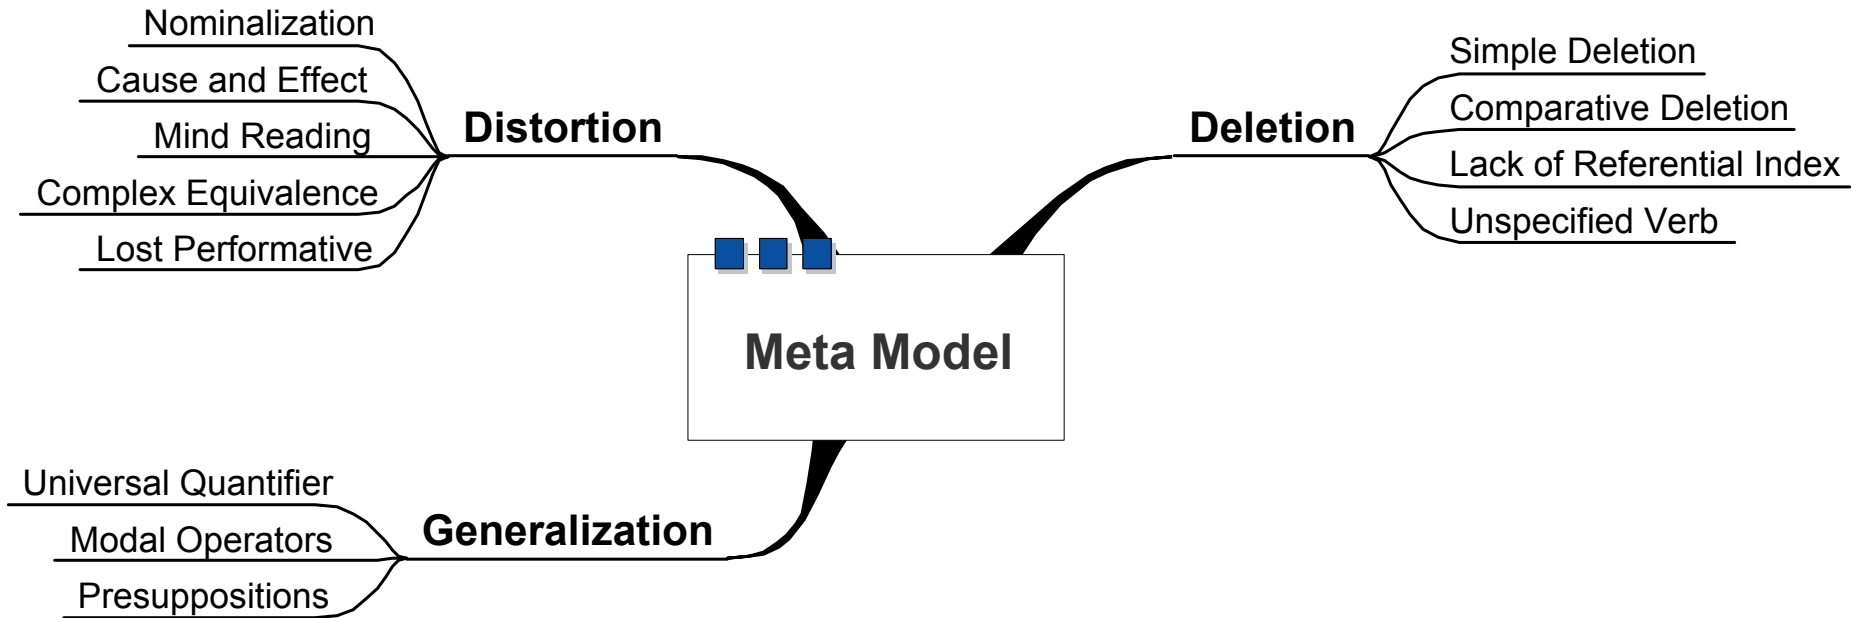 Nominalization
Cause and Effect
Mind Reading
Complex Equivalence
Lost Performative
Distortion
Deletion
Simple Deletion
Comparative Deletion
Lack of Referential Index
Unspecified Verb
Meta Model
Universal Quantifier
Modal Operators
Presuppositions
Generalization